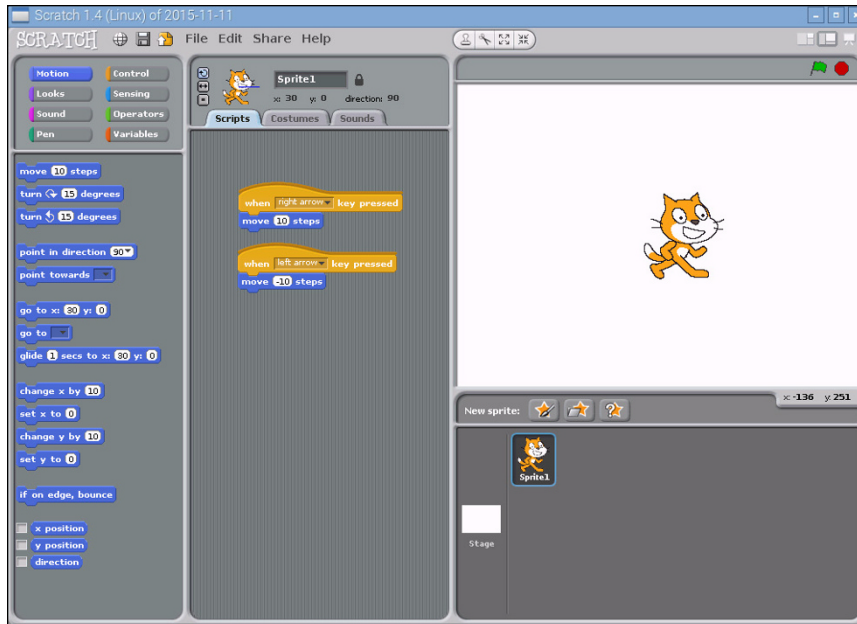 Scratch 1.4 (Linux) of 2015-11-11
SCRATCH File Edit Share Help
Motion Control
Looks Sensing
Sound Operators
Pen Variables
move 10 steps
turn 15 degrees
turn 15 degrees
point in direction 90
point towards
go to x: 30 y: 0
go to
glide 1 secs to x: 30 y: 0
change x by 10
set x to 0
change y by 10
set y to 0
if on edge, bounce
x position
y position
direction
Sprite1
x: 30 y: 0 direction: 90
Scripts Costumes Sounds
when right arrow key pressed
move 10 steps
when left arrow key pressed
move -10 steps
x: -136 y: 251
New sprite:
Sprite1
Stage